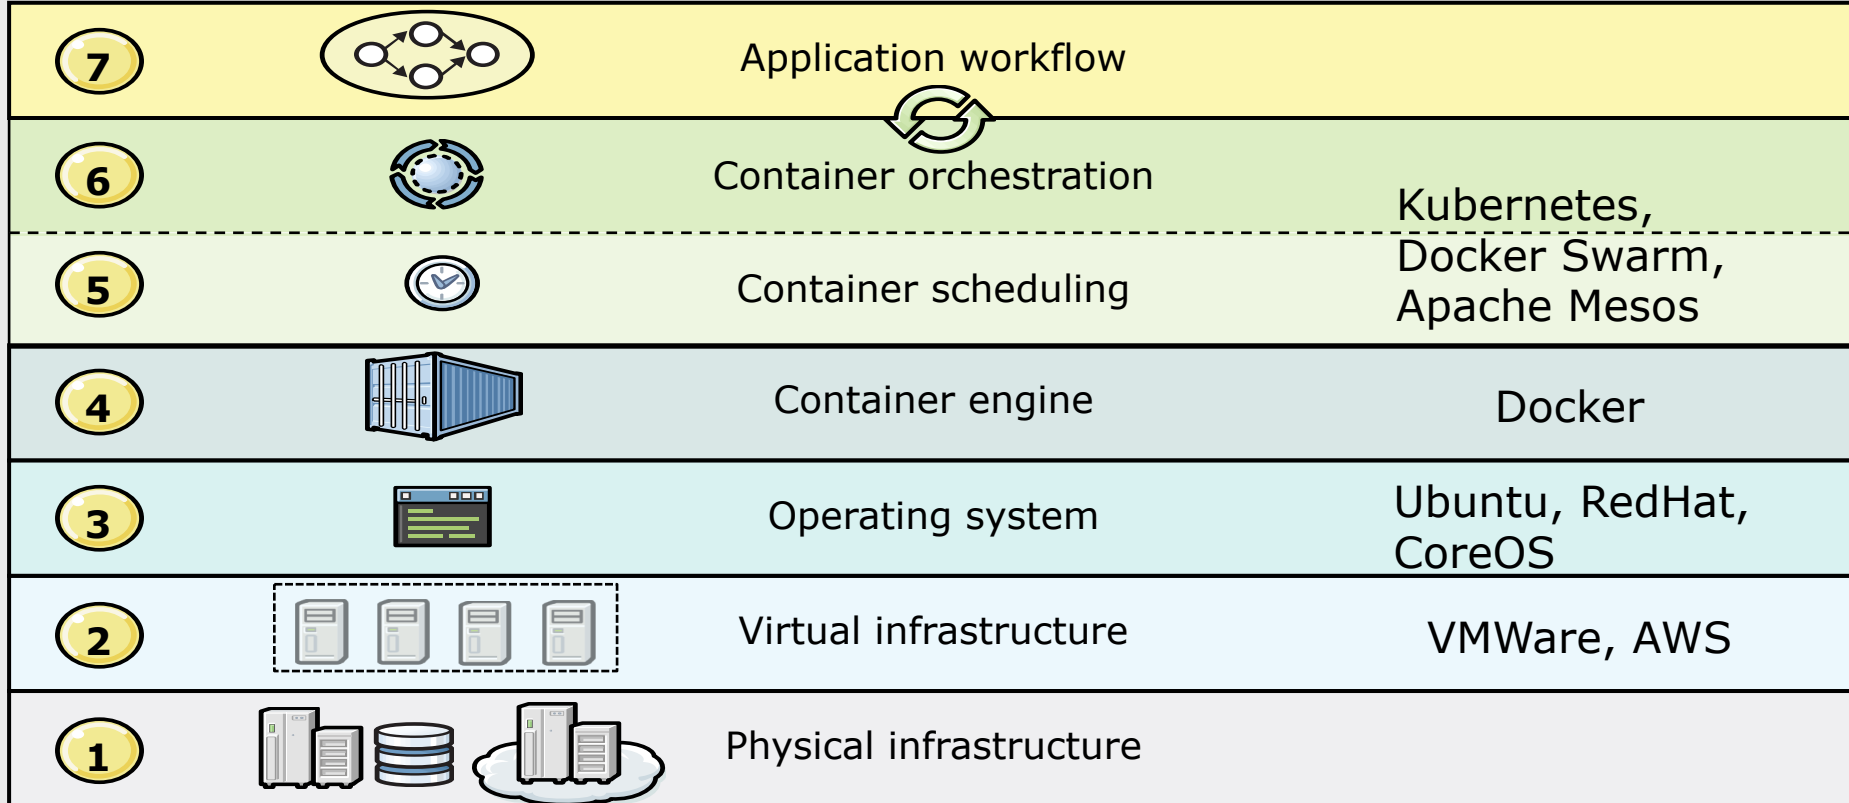 7
Application workflow
6
Container orchestration
Kubernetes,
Docker Swarm,
Apache Mesos
5
Container scheduling
4
Container engine
Docker
3
Operating system
Ubuntu, RedHat,
CoreOS
2
Virtual infrastructure
VMWare, AWS
1
Physical infrastructure